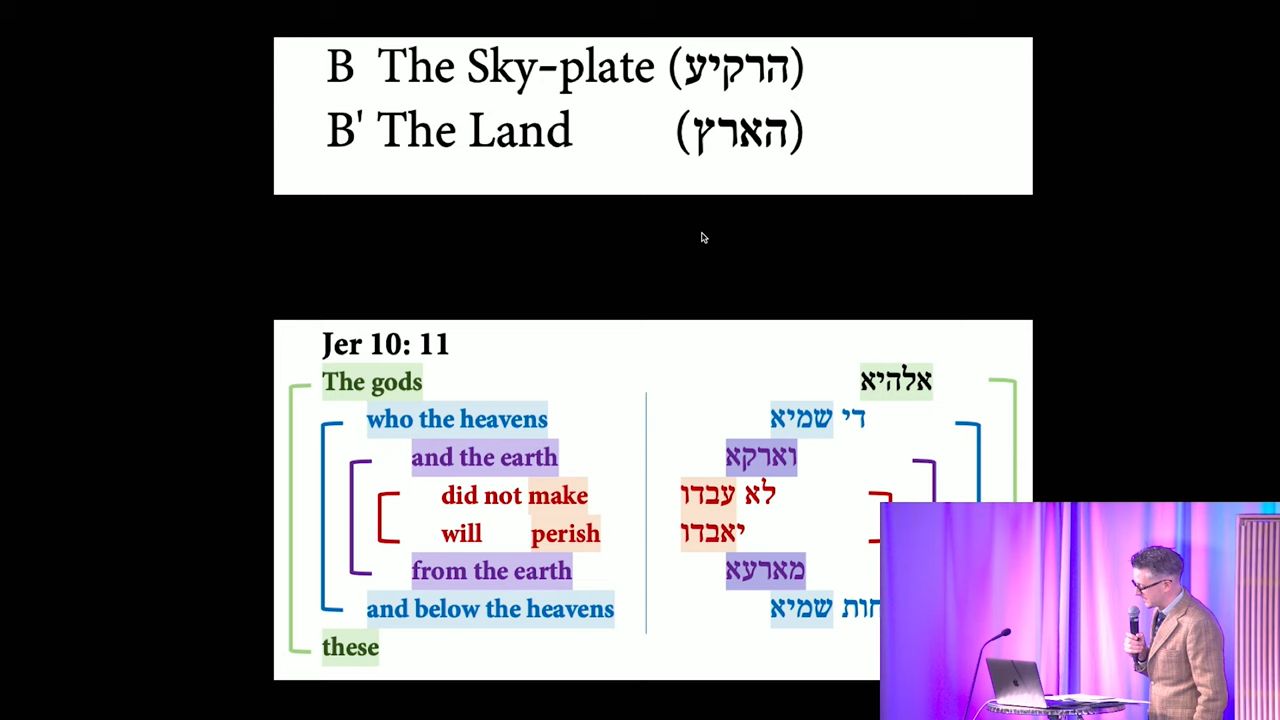 B The Sky-plate (הרקיע)
B' The Land (הארץ)
Jer 10: 11
The gods אלהיא
who the heavens די שמיא
and the earth וארקא
did not make לא עבדו
will perish יאבדו
from the earth מארעא
and below the heavens שמיא
these